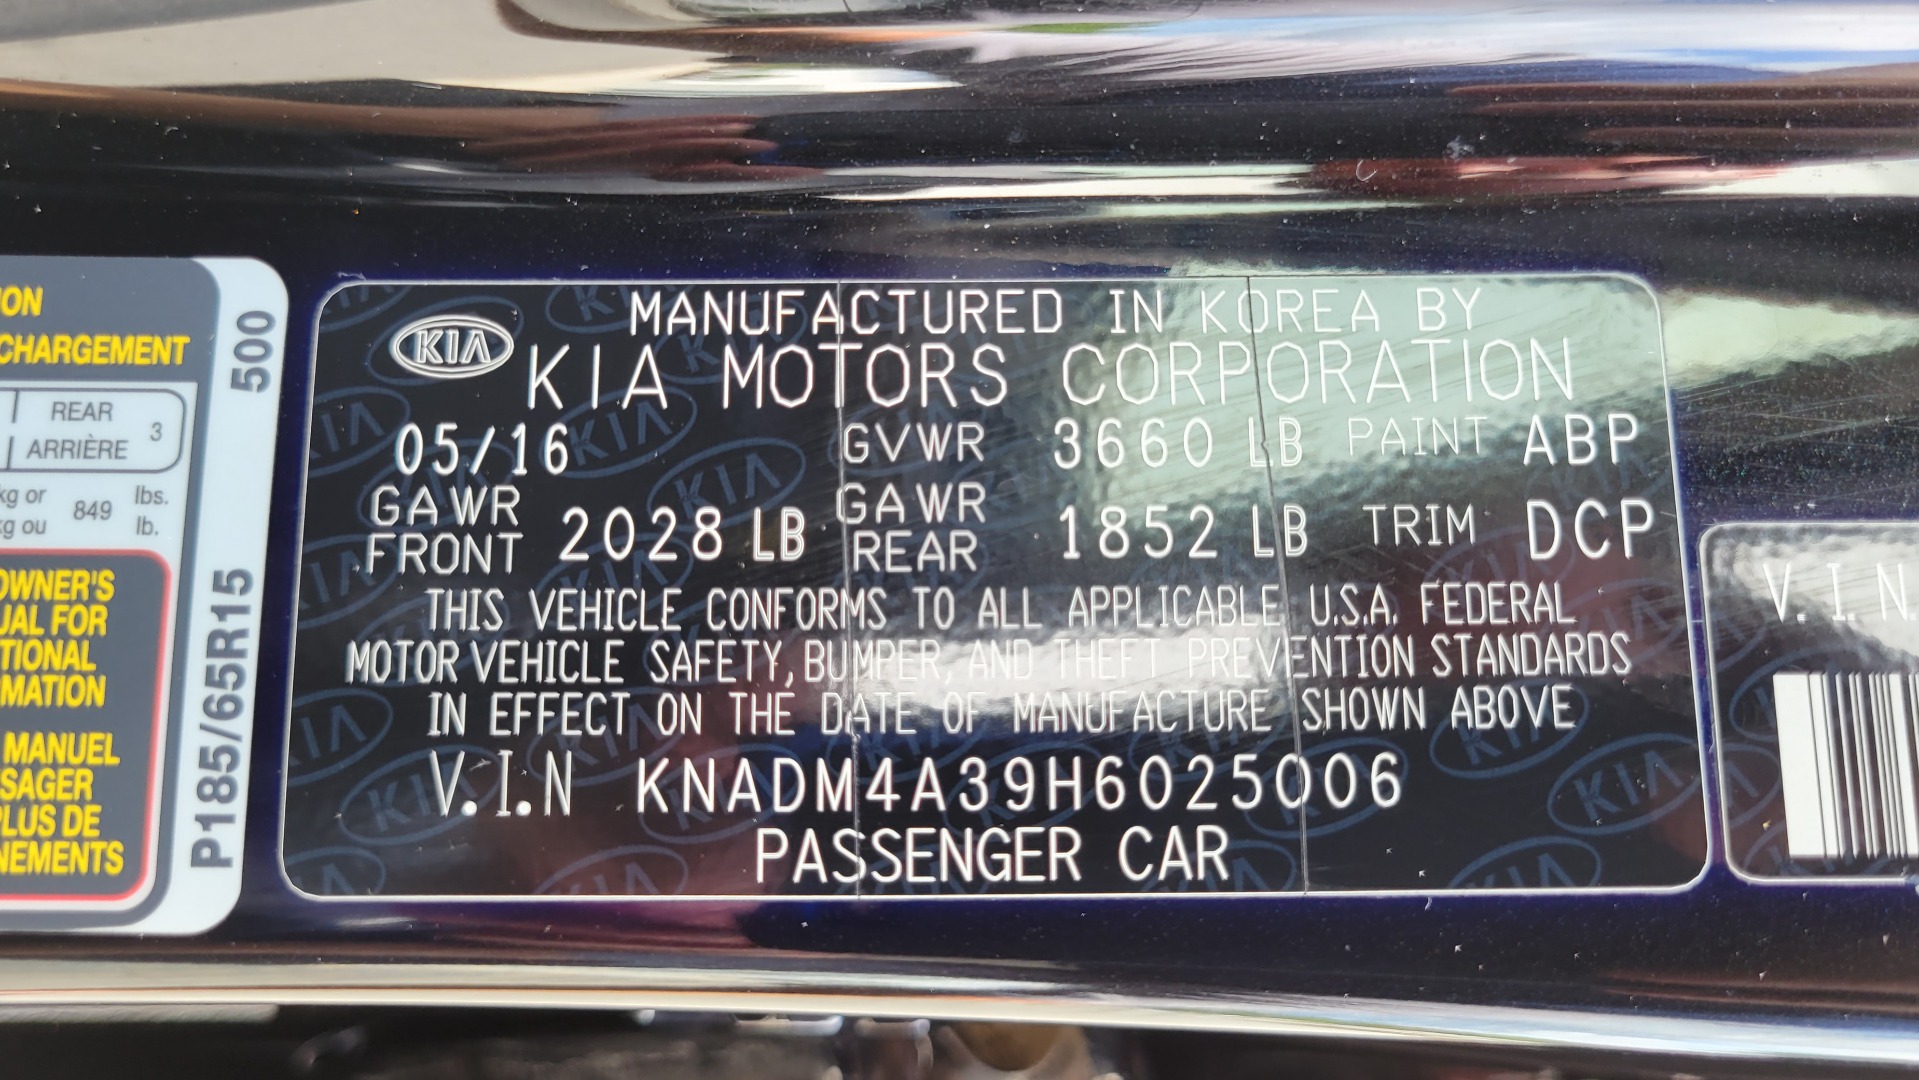 ION
CHARGEMENT
REAR
ARRIÈRE
3
kg or 849 lbs.
kg ou lb.
OWNER'S
UAL FOR
TIONAL
RMATION
MANUEL
SAGER
PLUS DE
NEMENTS
500
P185/65R15
MANUFACTURED IN KOREA BY
KIA KIA MOTORS CORPORATION
05/16 GVWR 3660 LB PAINT ABP
GAWR FRONT 2028 LB GAWR REAR 1852 LB TRIM DCP
THIS VEHICLE CONFORMS TO ALL APPLICABLE U.S.A. FEDERAL
MOTOR VEHICLE SAFETY, BUMPER, AND THEFT PREVENTION STANDARDS
IN EFFECT ON THE DATE OF MANUFACTURE SHOWN ABOVE
V.I.N KNADM4A39H6025006
PASSENGER CAR
V.I.N.